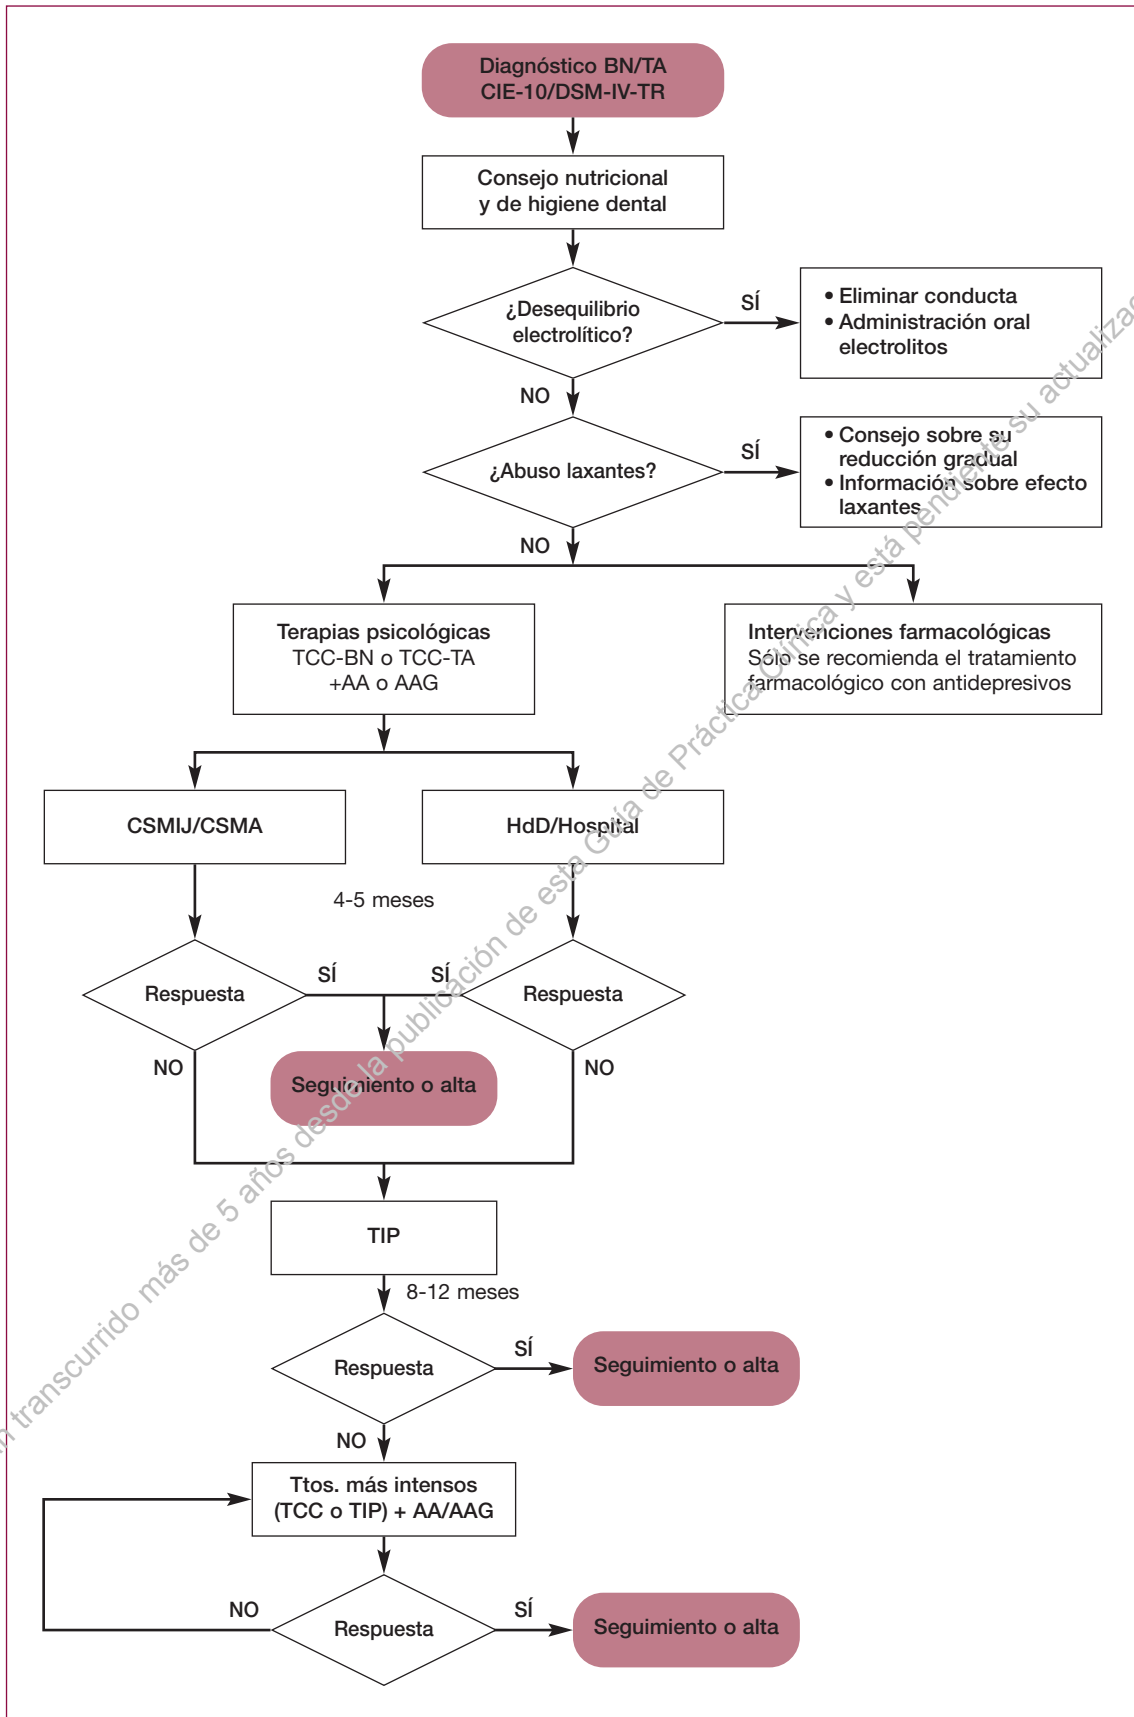 Diagnóstico BN/TA
CIE-10/DSM-IV-TR
Consejo nutricional
y de higiene dental
¿Desequilibrio
electrolítico?
SÍ
• Eliminar conducta
• Administración oral
electrolitos
NO
¿Abuso laxantes?
SÍ
• Consejo sobre su
reducción gradual
• Información sobre efecto
laxantes
NO
Terapias psicológicas
TCC-BN o TCC-TA
+AA o AAG
Intervenciones farmacológicas
Sólo se recomienda el tratamiento
farmacológico con antidepresivos
CSMIJ/CSMA
HdD/Hospital
4-5 meses
Respuesta
SÍ
SÍ
Respuesta
NO
Seguimiento o alta
NO
TIP
8-12 meses
Respuesta
SÍ
Seguimiento o alta
NO
Ttos. más intensos
(TCC o TIP) + AA/AAG
NO
Respuesta
SÍ
Seguimiento o alta
transcurrido más de 5 años desde la publicación de esta Guía de Práctica Clínica y está pendiente su